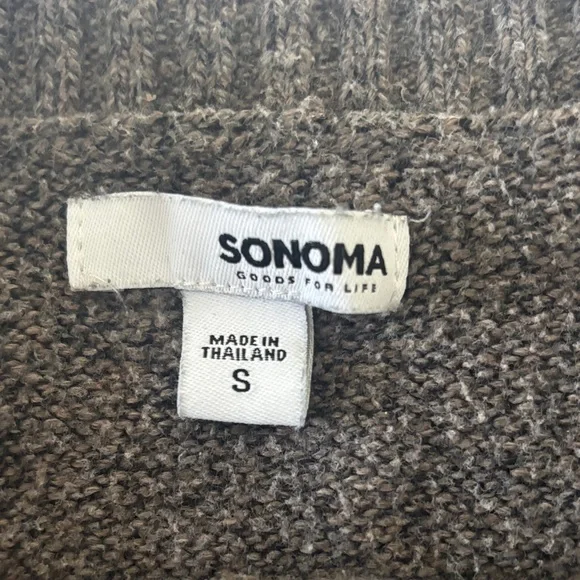 SONOMA
GOODS FOR LIFE
MADE IN
THAILAND
S